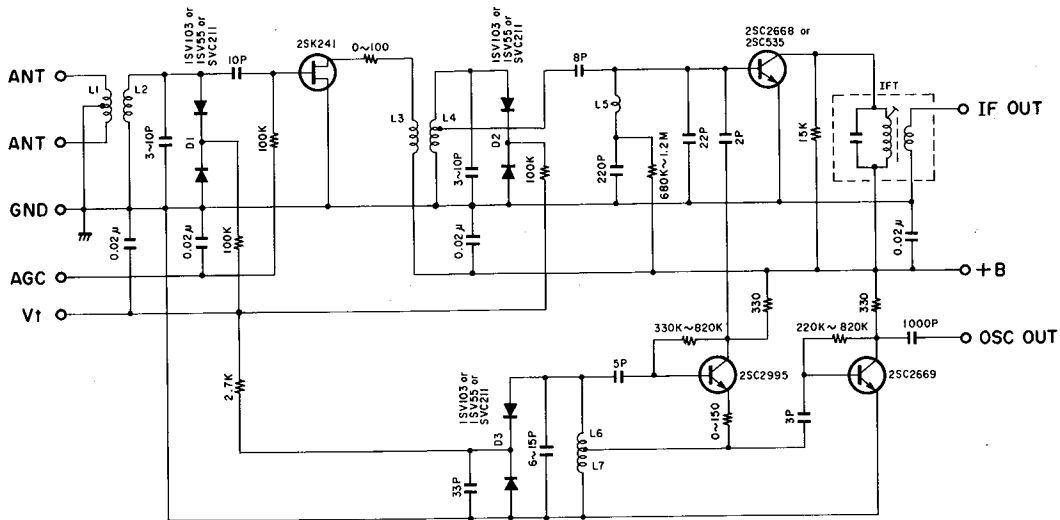 ANT
ANT
GND
AGC
Vt
L1
L2
3~10P
1SV103 or
1SV55 or
SVC211
D1
10P
100K
2SK241
0~100
L3
L4
3~10P
1SV103 or
1SV55 or
SVC211
D2
100K
8P
L5
220P
680K~1.2M
22P
2P
2SC2668 or
2SC535
15K
IFT
IF OUT
0.02μ
0.02μ
100K
0.02μ
0.02μ
+B
330
330
1000P
OSC OUT
330K~820K
220K~820K
2.7K
1SV103 or
1SV55 or
SVC211
D3
33P
6~15P
5P
2SC2995
0~150
3P
2SC2669
L6
L7